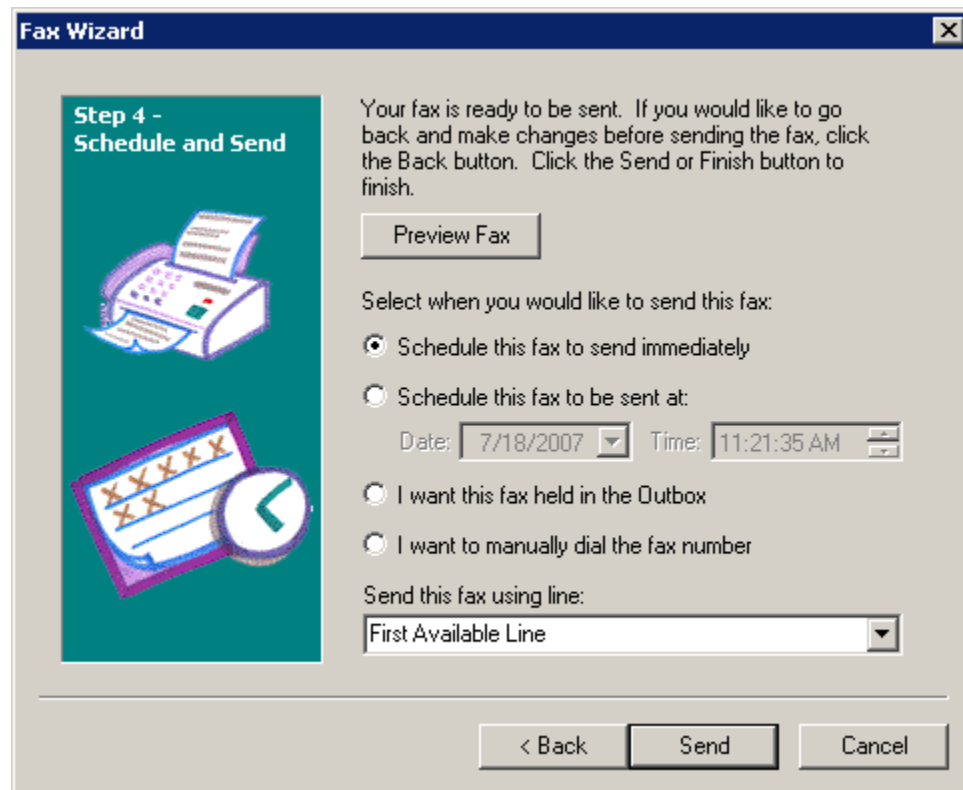 Fax Wizard
Step 4 -
Schedule and Send
Your fax is ready to be sent.  If you would like to go
back and make changes before sending the fax, click
the Back button.  Click the Send or Finish button to
finish.
Preview Fax
Select when you would like to send this fax:
Schedule this fax to send immediately
Schedule this fax to be sent at:
Date: 7/18/2007 Time: 11:21:35 AM
I want this fax held in the Outbox
I want to manually dial the fax number
Send this fax using line:
First Available Line
< Back Send Cancel